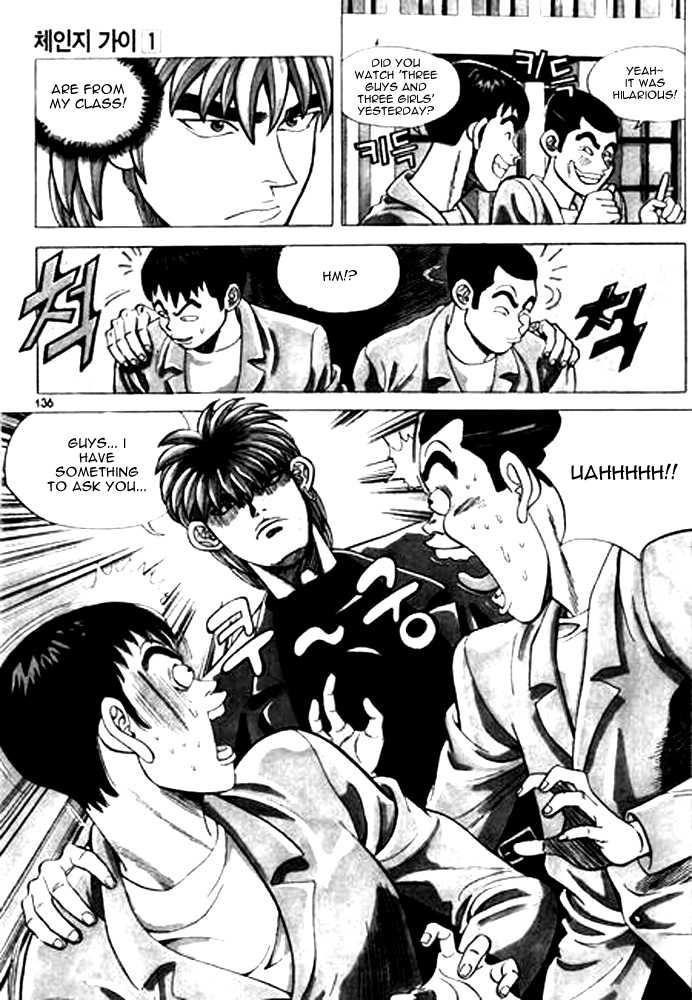 체인지 가이 1
ARE FROM
MY CLASS!
DID YOU
WATCH 'THREE
GUYS AND
THREE GIRLS'
YESTERDAY?
키득
YEAH~
IT WAS
HILARIOUS!
키득
척
HM!?
척
136
GUYS... I
HAVE
SOMETHING
TO ASK YOU...
UAHHHHH!!
쿠~우